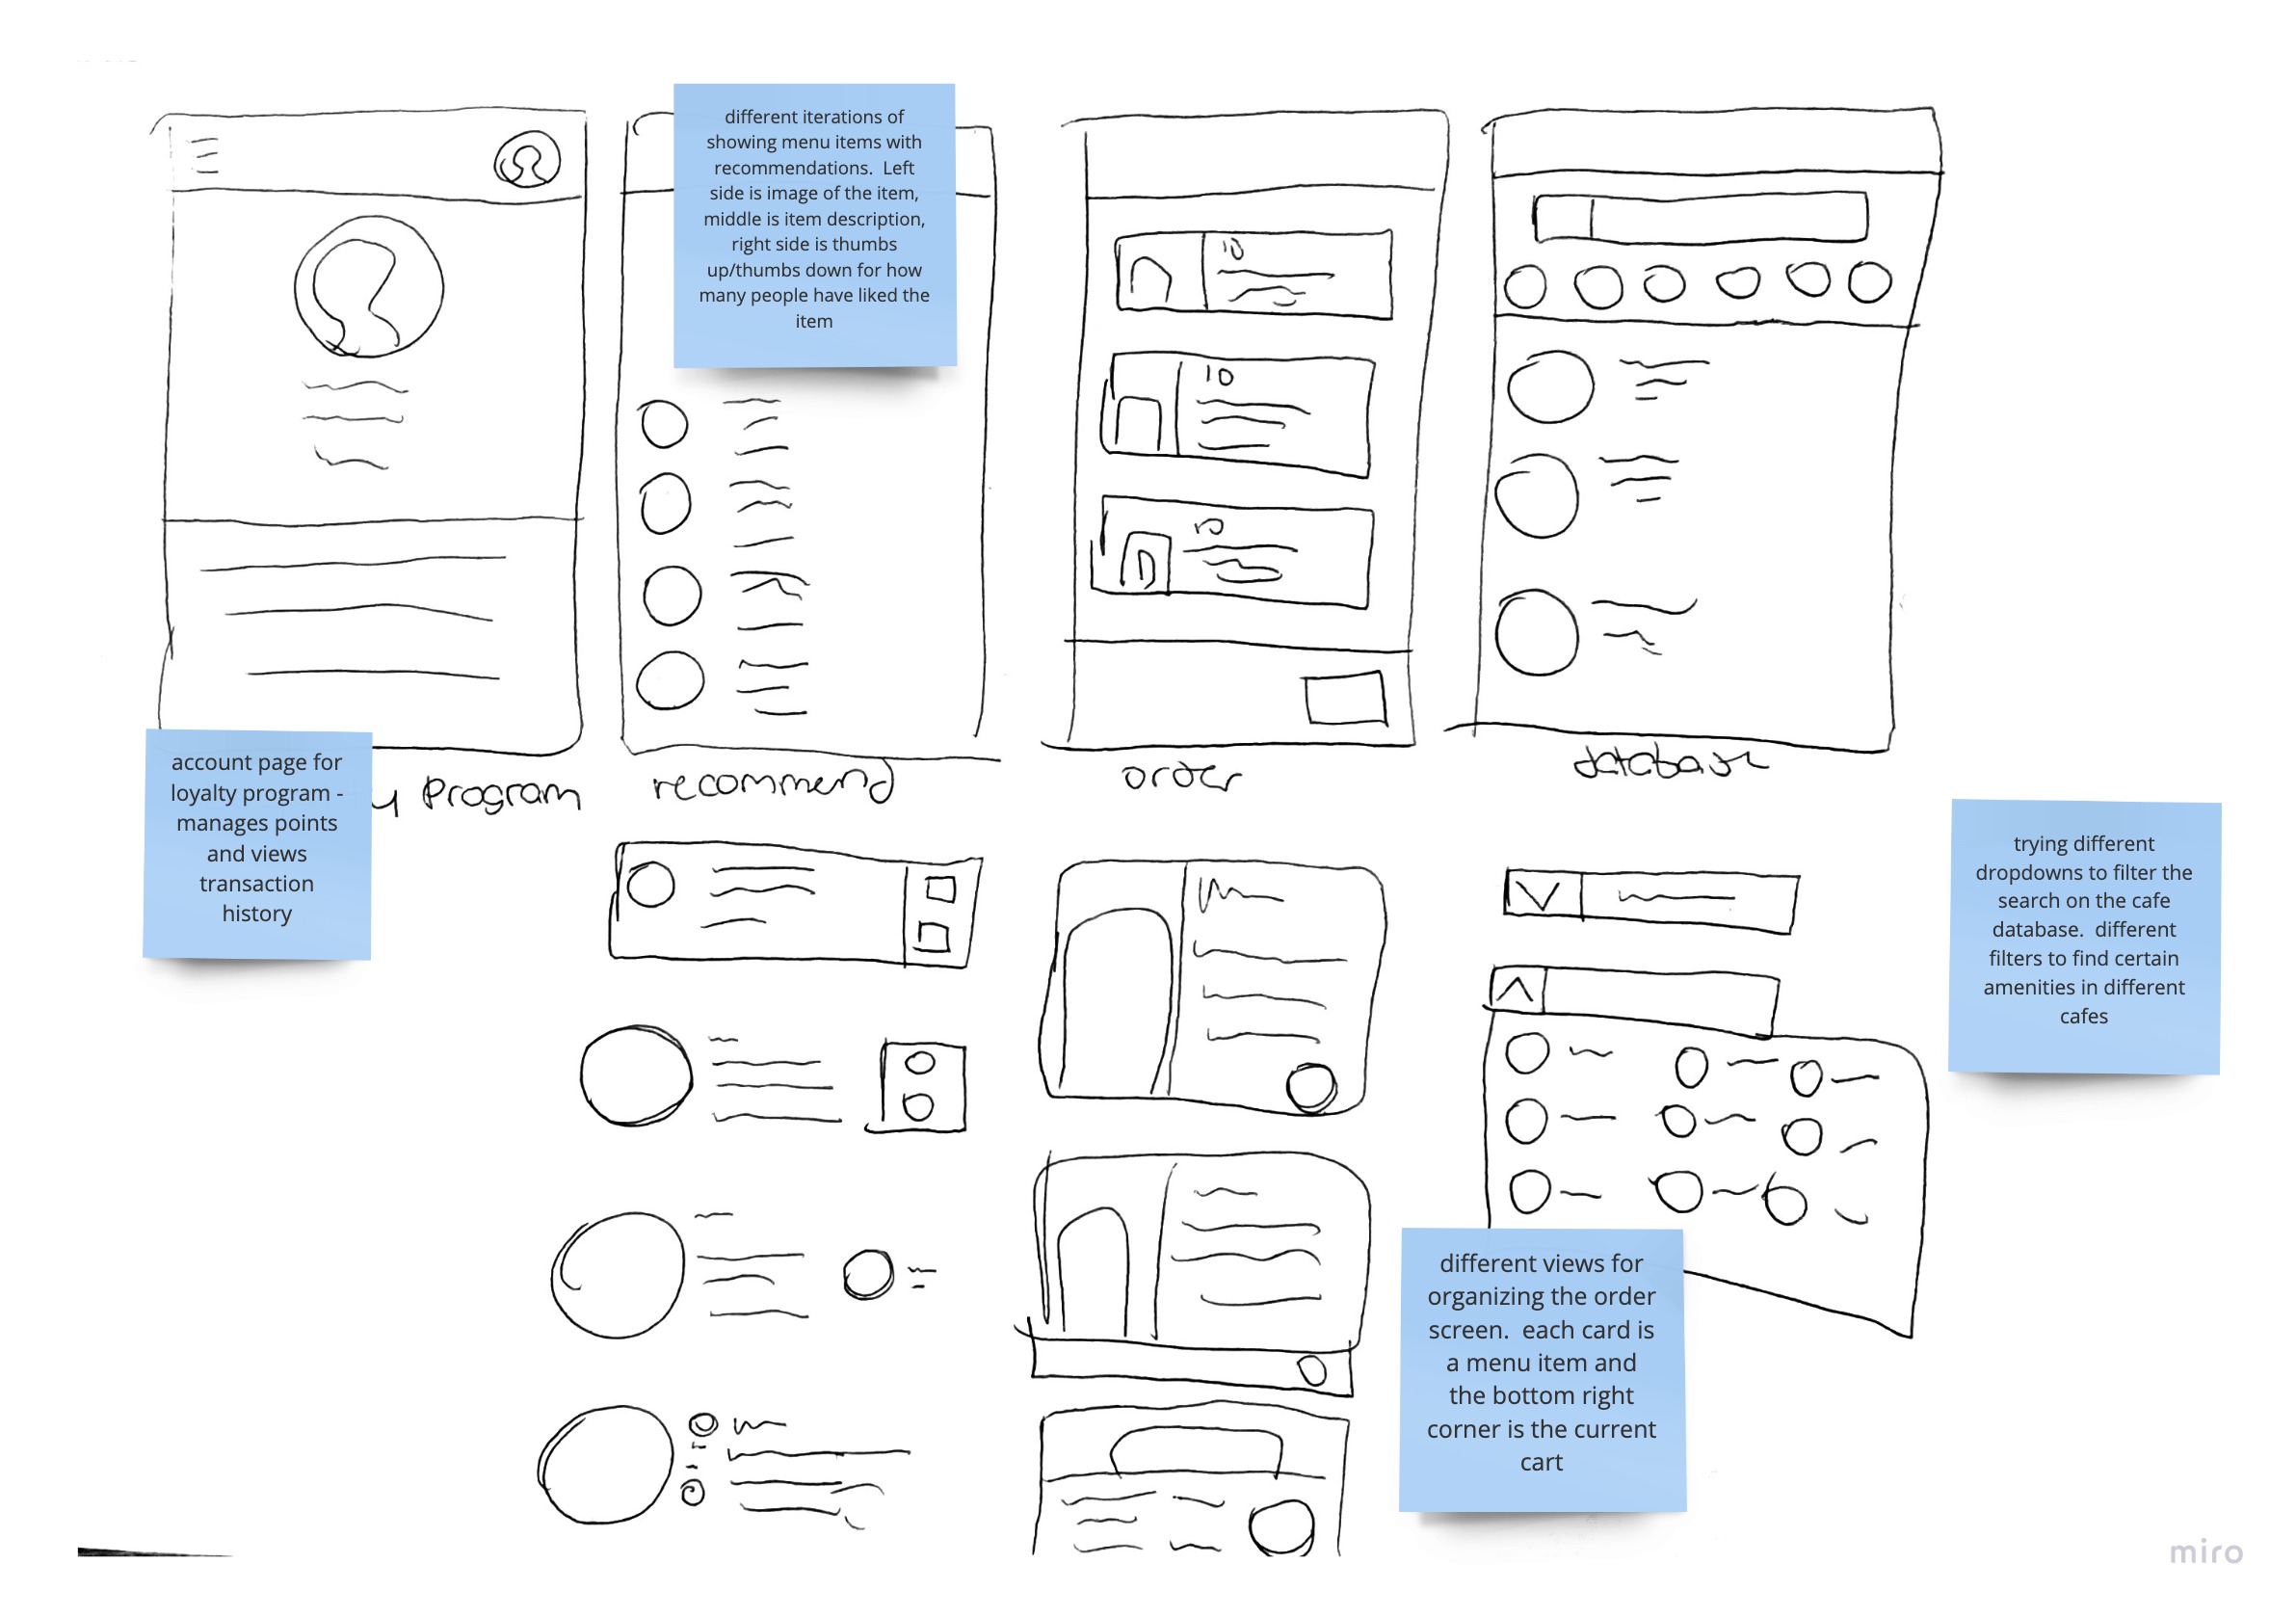 different iterations of
showing menu items with
recommendations.  Left
side is image of the item,
middle is item description,
right side is thumbs
up/thumbs down for how
many people have liked the
item
10
10
10
account page for
loyalty program -
manages points
and views
transaction
history
y Program
recommend
order
database
trying different
dropdowns to filter the
search on the cafe
database.  different
filters to find certain
amenities in different
cafes
different views for
organizing the order
screen.  each card is
a menu item and
the bottom right
corner is the current
cart
miro